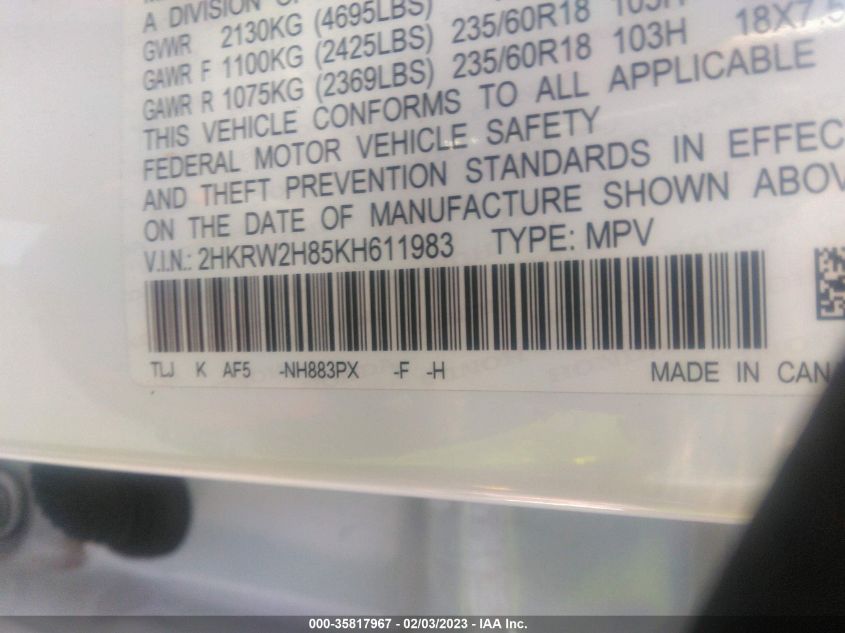 A DIVISION OF
GVWR 2130KG (4695LBS)
GAWR F 1100KG (2425LBS) 235/60R18 103H
GAWR R 1075KG (2369LBS) 235/60R18 103H 18X7.5
THIS VEHICLE CONFORMS TO ALL APPLICABLE
FEDERAL MOTOR VEHICLE SAFETY
AND THEFT PREVENTION STANDARDS IN EFFEC
ON THE DATE OF MANUFACTURE SHOWN ABOV
V.I.N.: 2HKRW2H85KH611983 TYPE: MPV
TLJ K AF5 -NH883PX -F -H MADE IN CAN
000-35817967 - 02/03/2023 - IAA Inc.